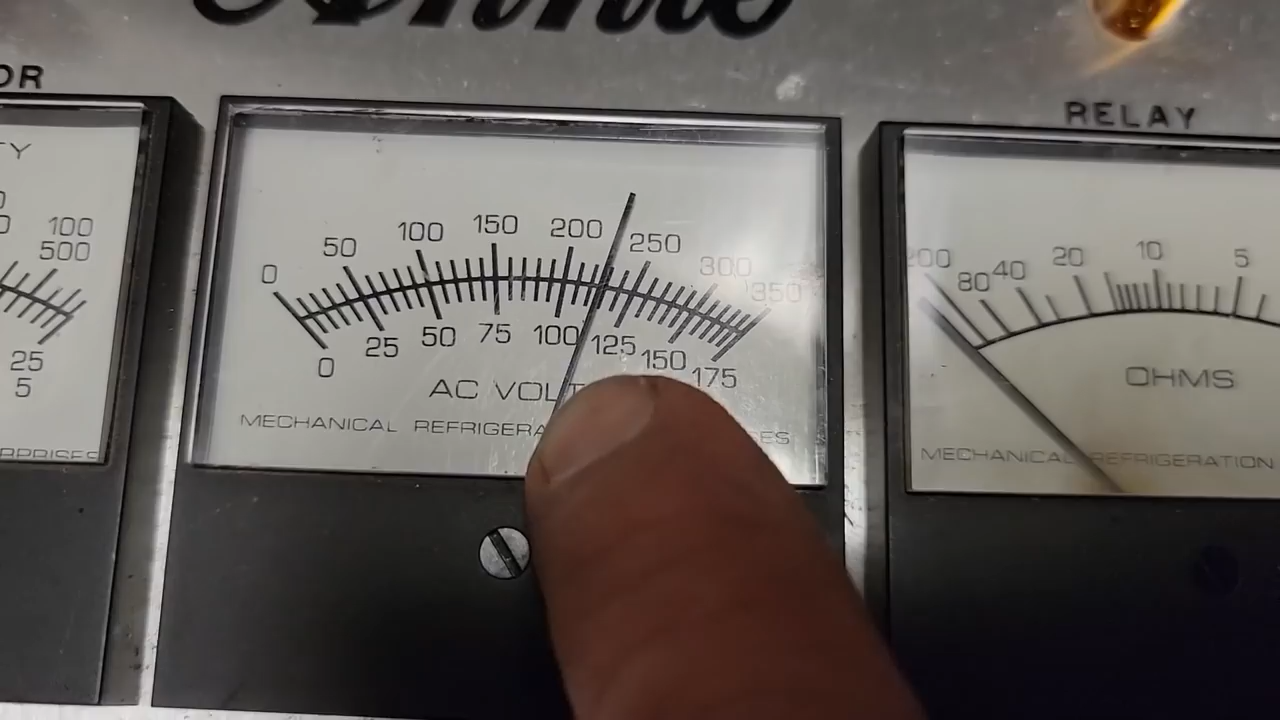 OR
RELAY
TY
100
500
25
5
RPRISES
0 50 100 150 200 250 300 350
0 25 50 75 100 125 150 175
AC VOLT
MECHANICAL REFRIGERA
ES
200 80 40 20 10 5
OHMS
MECHANICAL REFRIGERATION